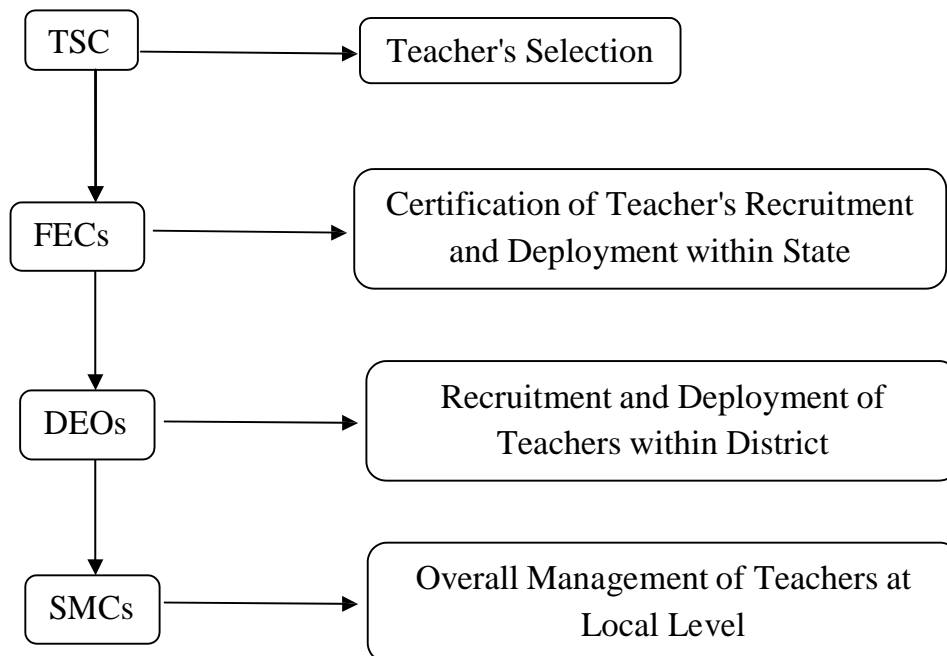 TSC
Teacher's Selection
FECs
Certification of Teacher's Recruitment
and Deployment within State
DEOs
Recruitment and Deployment of
Teachers within District
SMCs
Overall Management of Teachers at
Local Level